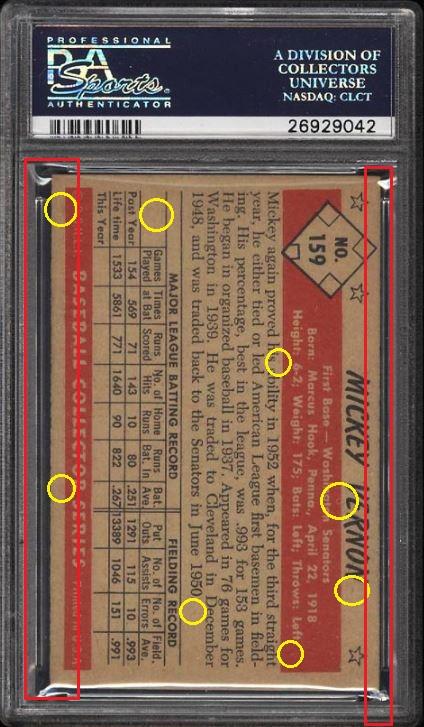 PROFESSIONAL
PSA
Sports
AUTHENTICATOR
A DIVISION OF
COLLECTORS
UNIVERSE
NASDAQ: CLCT
26929042
NO.
159
MICKEY VERNON
First Base — Washington Senators
Born: Marcus Hook, Penna., April 22, 1918
Height: 6-2; Weight: 175; Bats: Left; Throws: Left
Mickey again proved his ability in 1952 when, for the third straight
year, he either tied or led American League first basemen in field-
ing. His percentage, best in the league, was .993 for 153 games.
He began in organized baseball in 1937. Appeared in 76 games for
Washington in 1939. He was traded to Cleveland in December
1948, and was traded back to the Senators in June 1950.
MAJOR LEAGUE BATTING RECORD FIELDING RECORD
Games Times Runs No. of Home Runs Bat. Put No. of Field.
Played at Bat Scored Hits Runs Bat. In Ave. Outs Assists Errors Ave.
Past Year 154 569 71 143 10 80 .251 1291 115 10 .993
Life time 1533 5861 771 1640 90 822 .267 13389 1046 151 .991
This Year
BASEBALL COLLECTOR SERIES Printed in U.S.A.